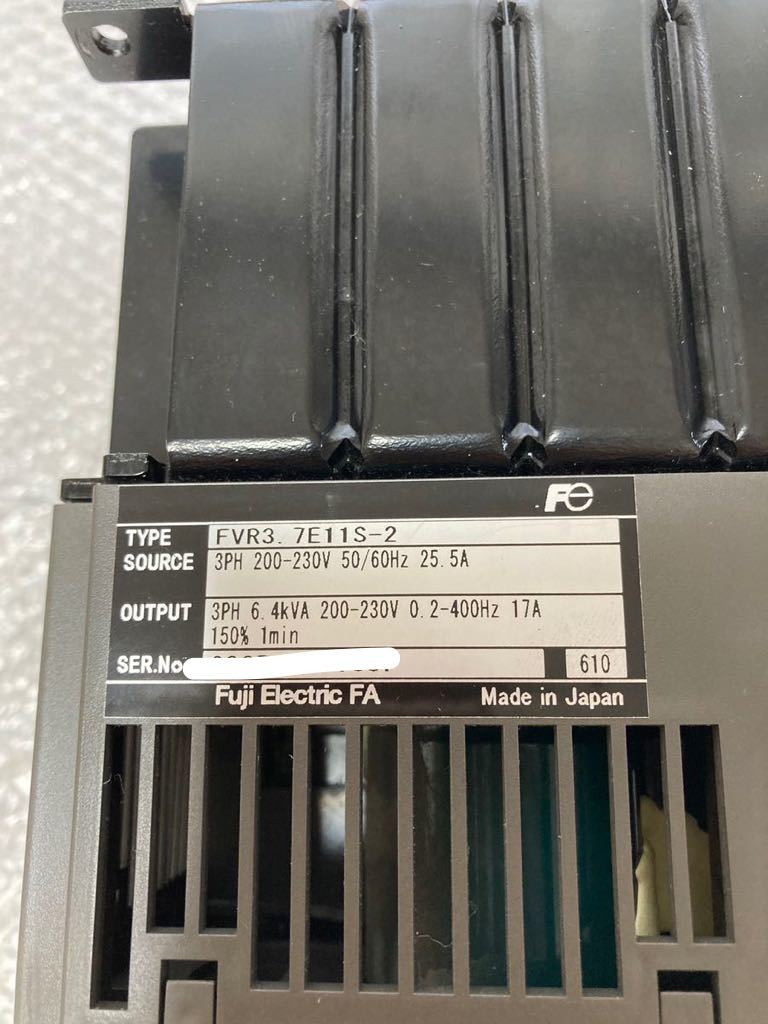 Fe
TYPE FVR3.7E11S-2
SOURCE 3PH 200-230V 50/60Hz 25.5A
OUTPUT 3PH 6.4kVA 200-230V 0.2-400Hz 17A
150% 1min
SER.No. 610
Fuji Electric FA Made in Japan